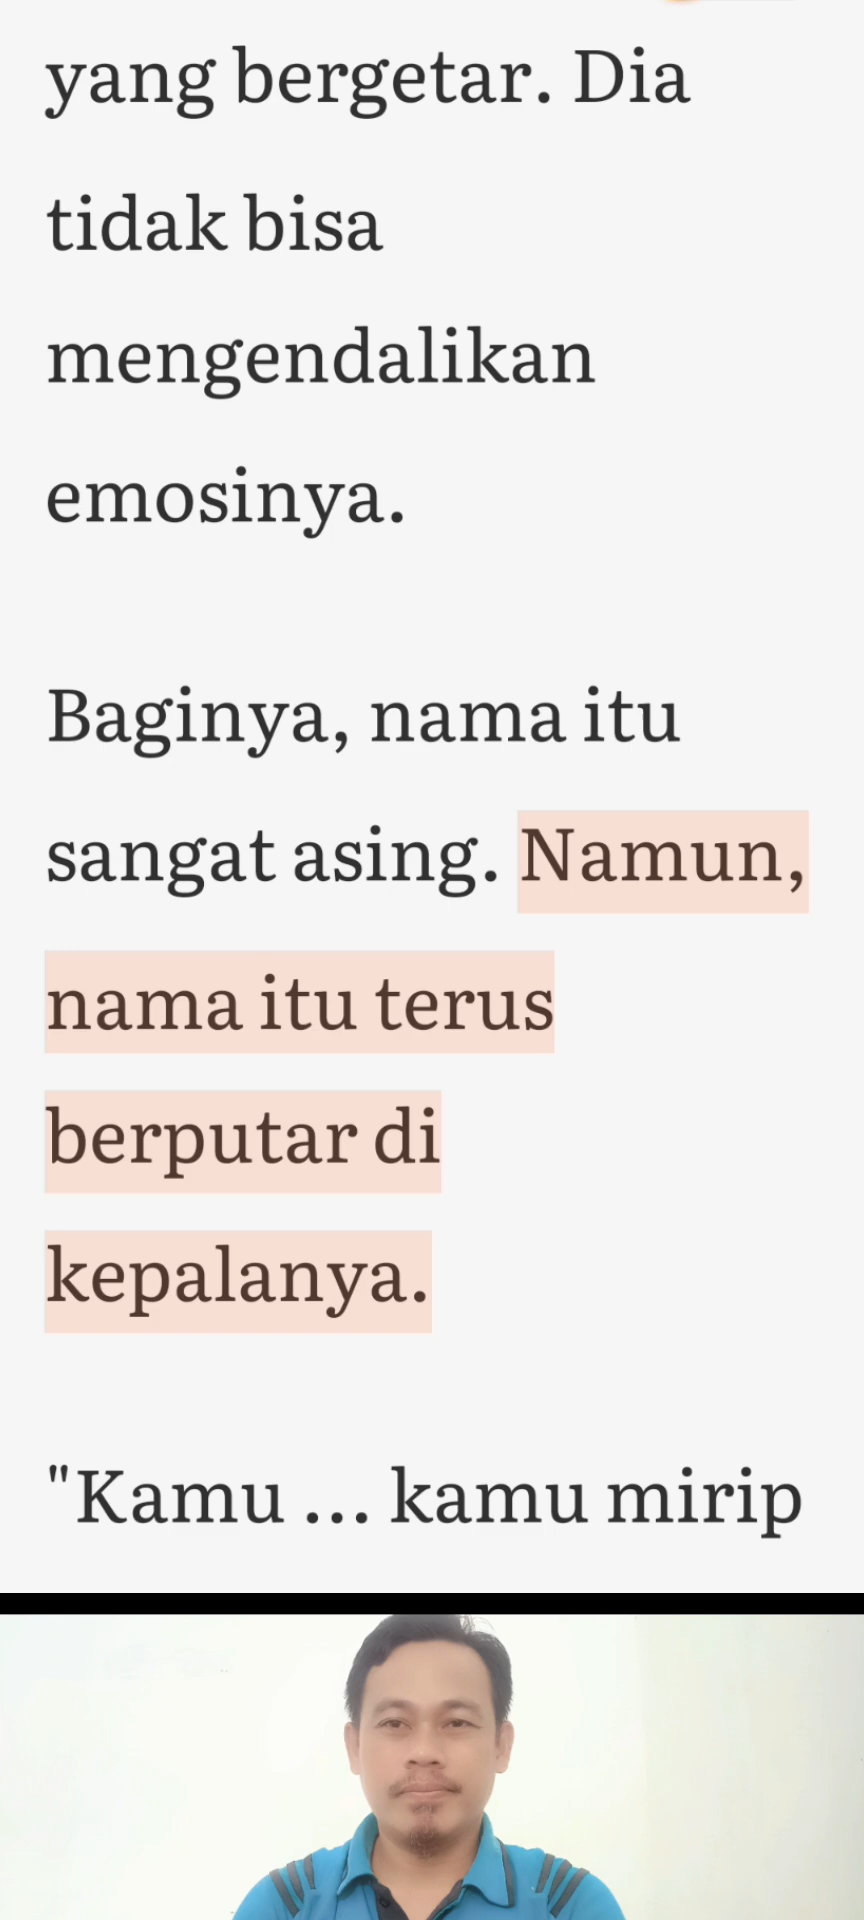 yang bergetar. Dia
tidak bisa
mengendalikan
emosinya.
Baginya, nama itu
sangat asing. Namun,
nama itu terus
berputar di
kepalanya.
"Kamu ... kamu mirip